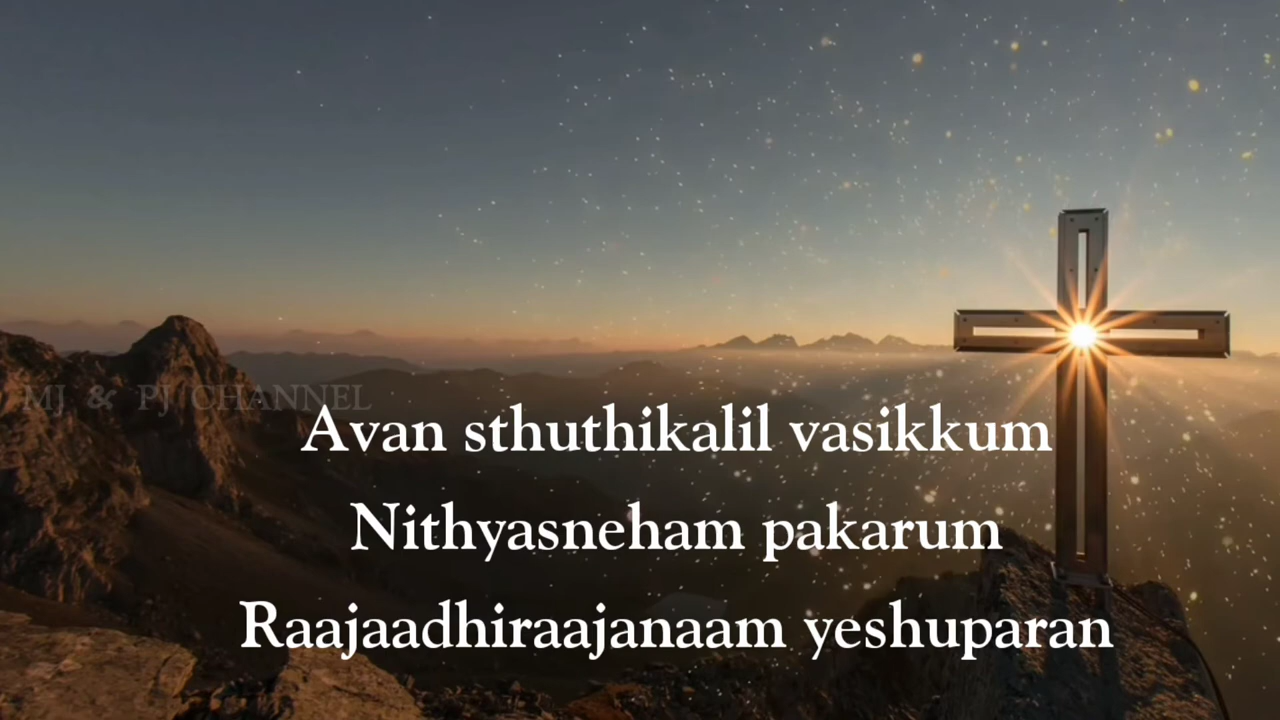 MJ & PJ CHANNEL
Avan sthuthikalil vasikkum
Nithyasneham pakarum
Raajaadhiraajanaam yeshuparan